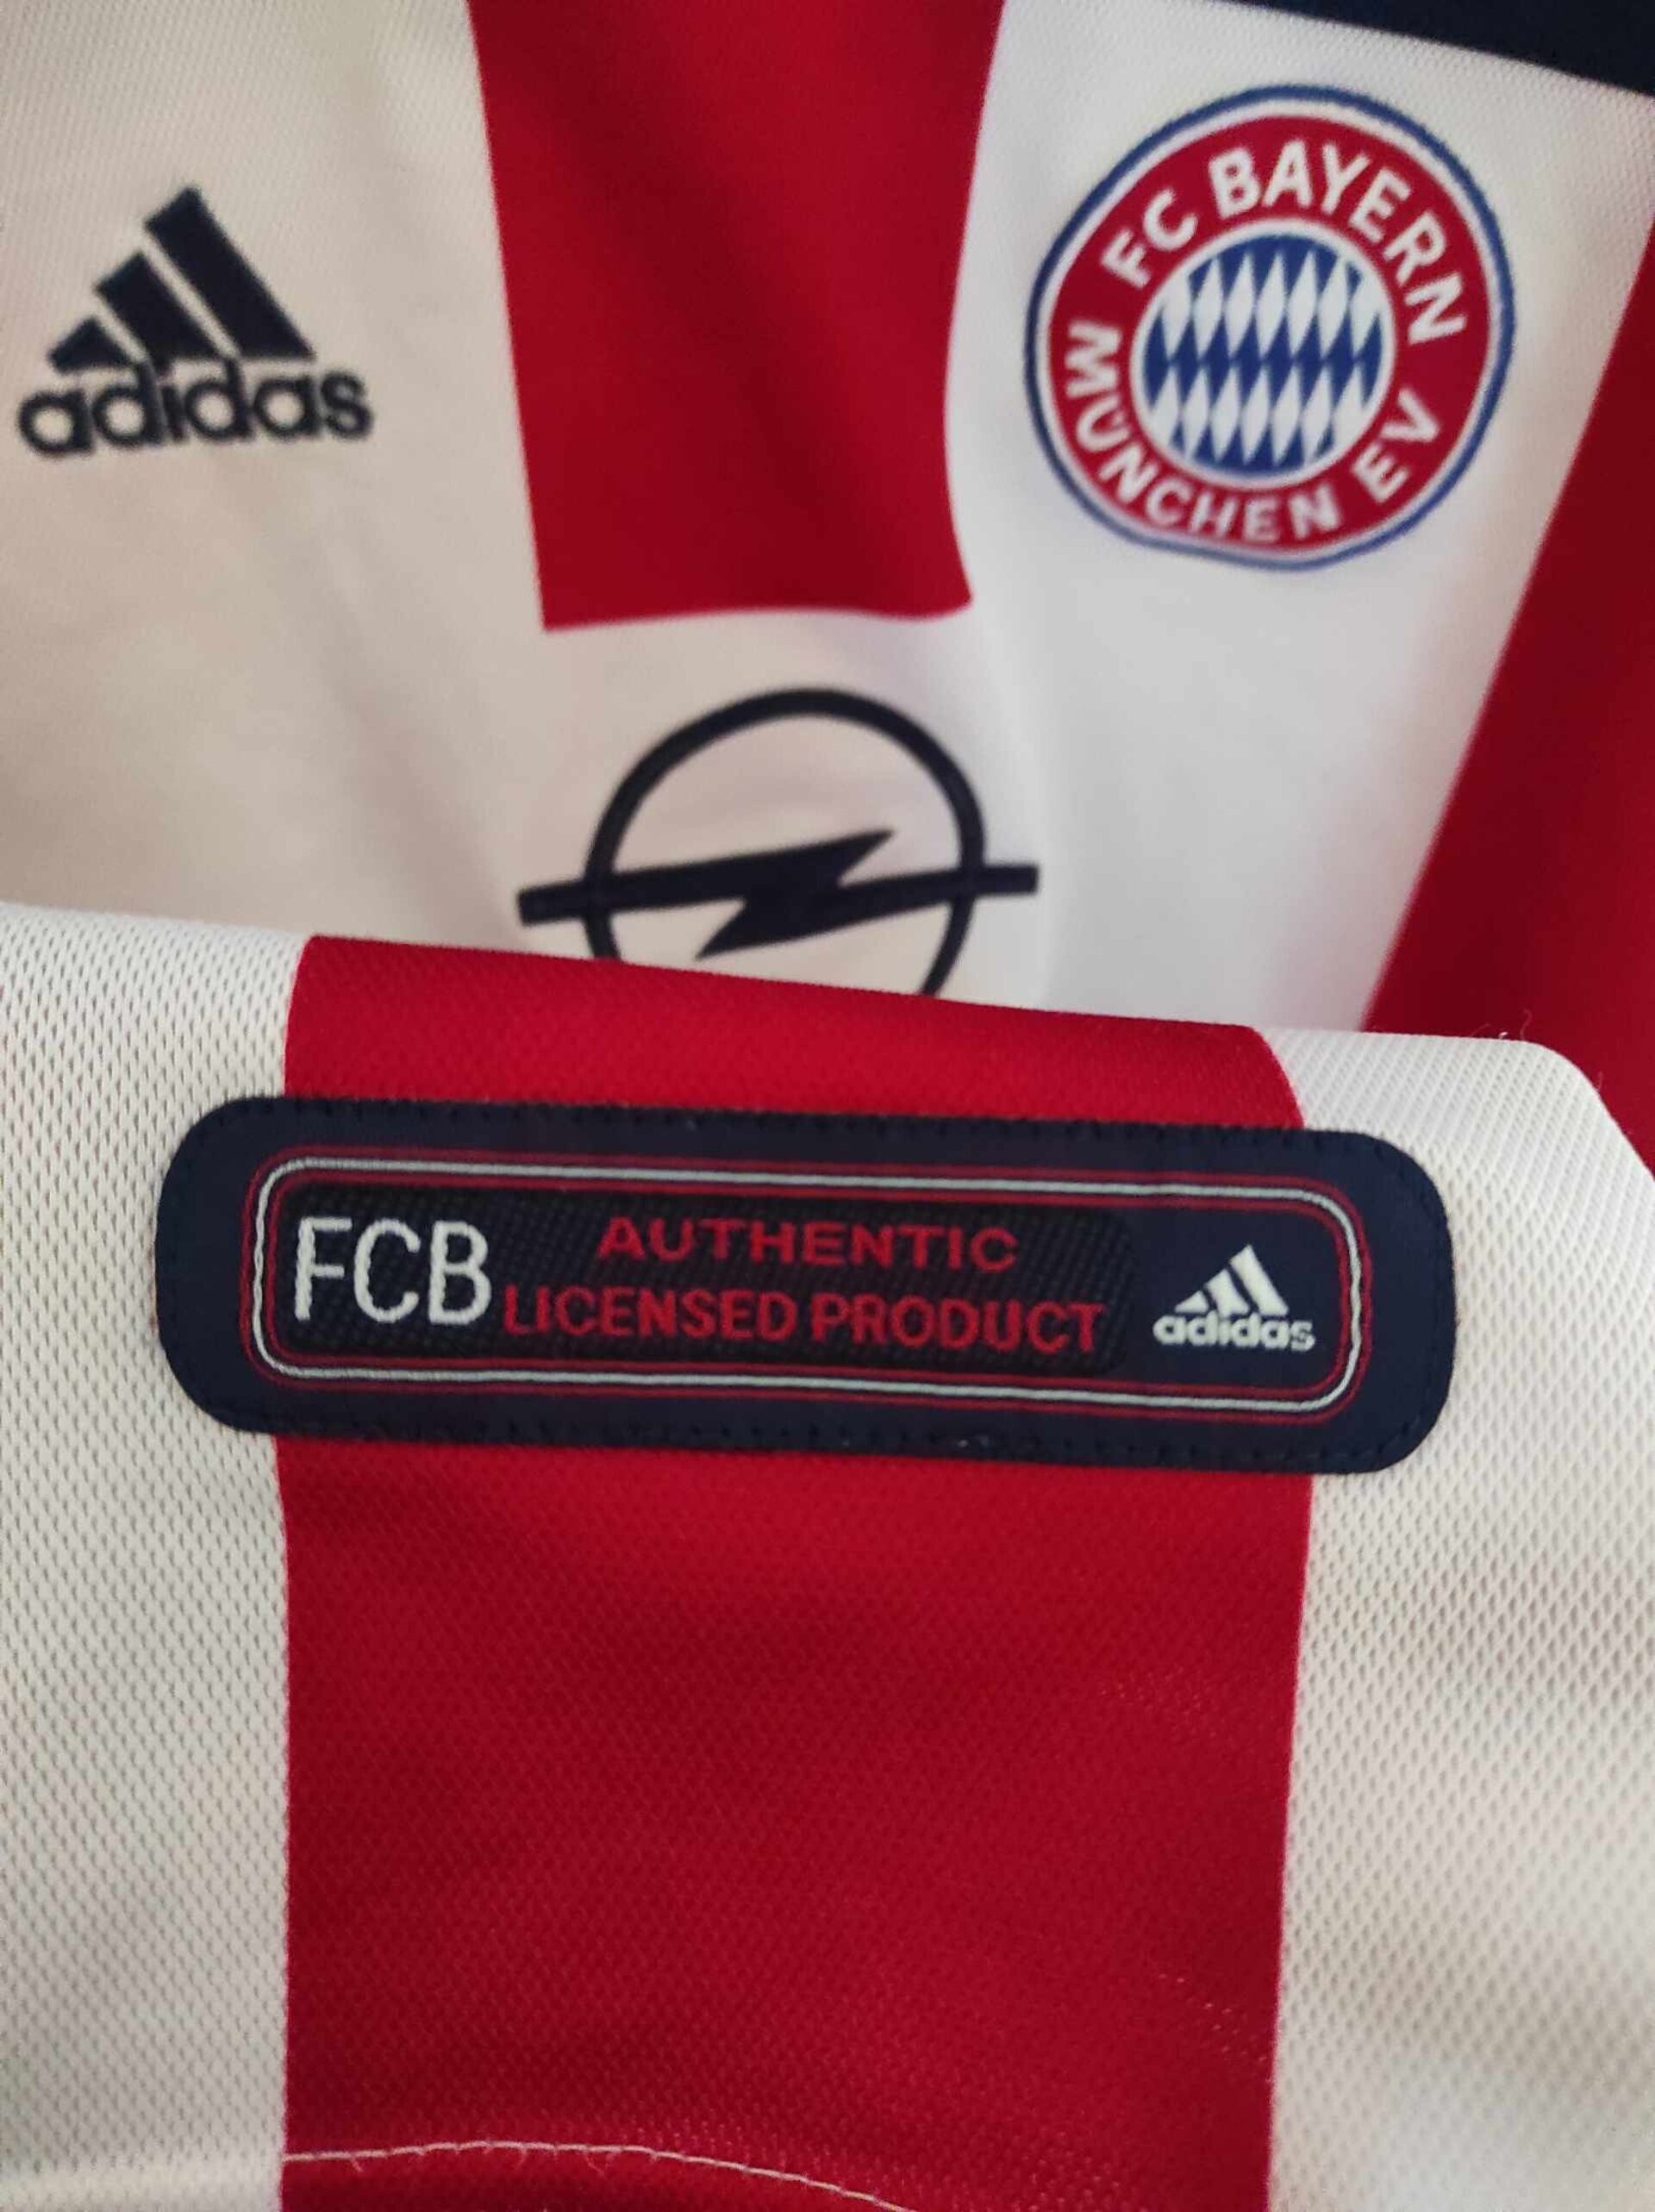 adidas
FC BAYERN
MÜNCHEN EV
FCB
AUTHENTIC
LICENSED PRODUCT
adidas